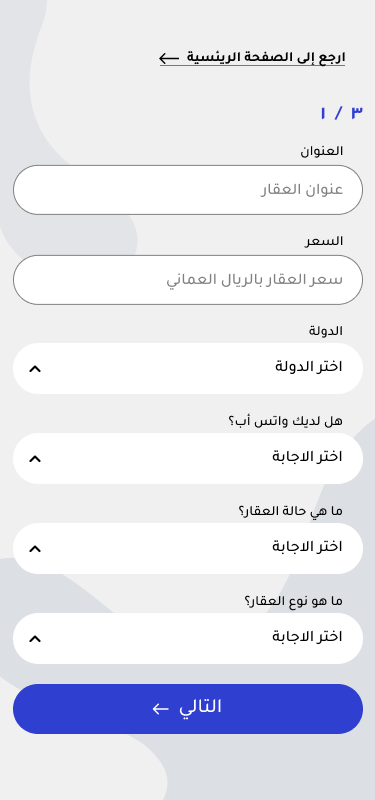 ارجع إلى الصفحة الرينسية
٣ / ١
العنوان
عنوان العقار
السعر
سعر العقار بالريال العماني
الدولة
اختر الدولة
هل لديك واتس أب؟
اختر الاجابة
ما هي حالة العقار؟
اختر الاجابة
ما هو نوع العقار؟
اختر الاجابة
التالي